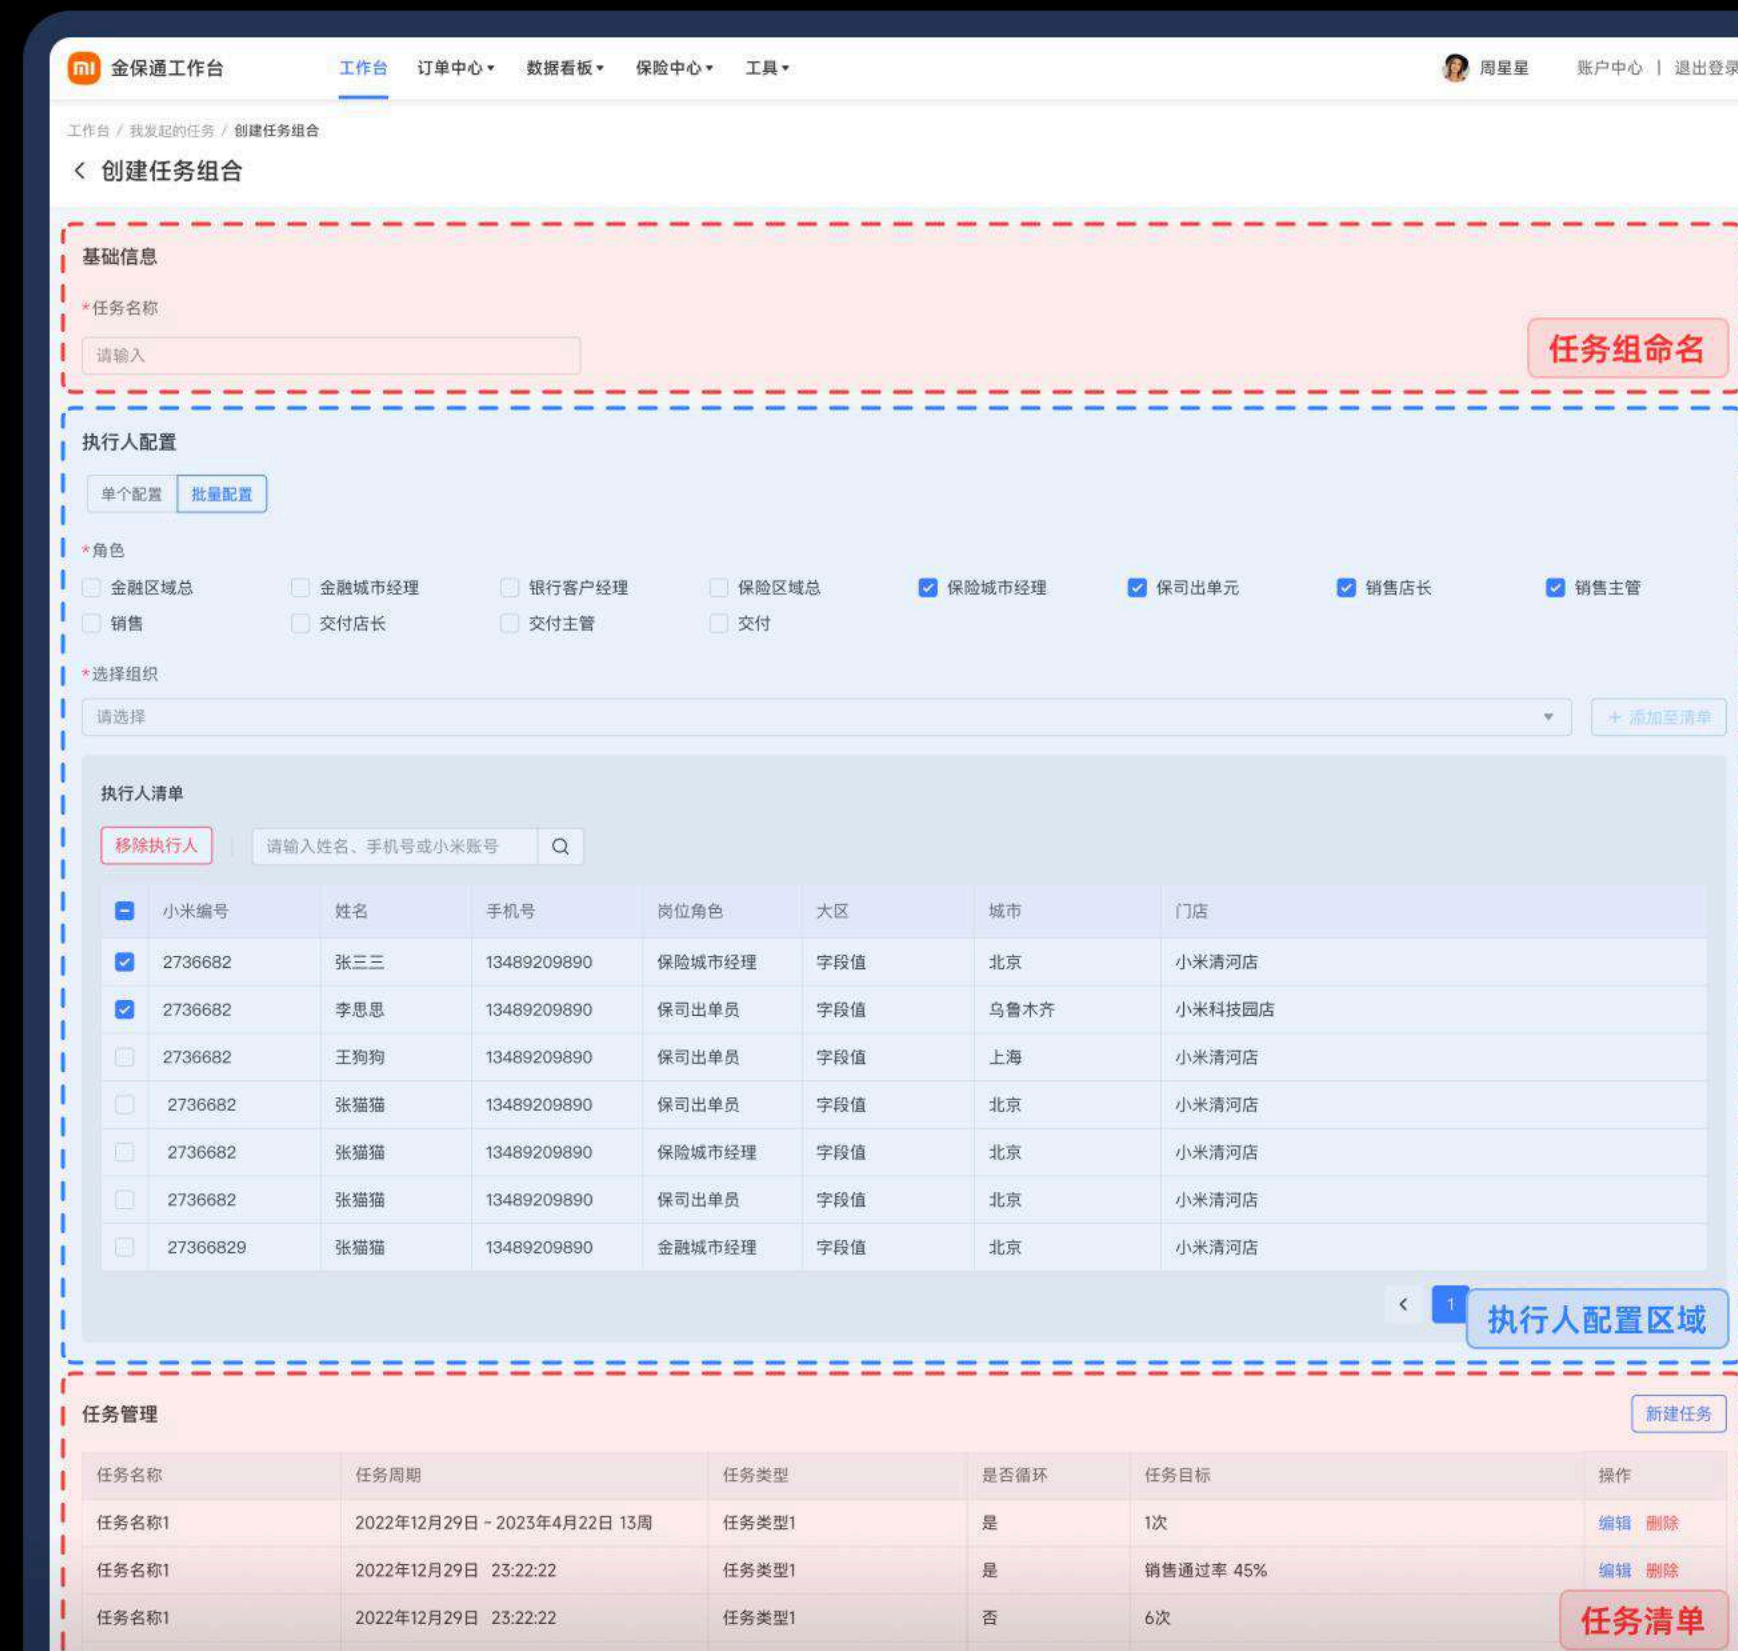 金保通工作台 工作台 订单中心 数据看板 保险中心 工具 周星星 账户中心 | 退出登录
工作台 / 我发起的任务 / 创建任务组合
创建任务组合
基础信息
*任务名称
请输入
任务组命名
执行人配置
单个配置 批量配置
*角色
金融区域总 金融城市经理 银行客户经理 保险区域总 保险城市经理 保司出单元 销售店长 销售主管
销售 交付店长 交付主管 交付
*选择组织
请选择 + 添加至清单
执行人清单
移除执行人 请输入姓名、手机号或小米账号
小米编号 姓名 手机号 岗位角色 大区 城市 门店
2736682 张三三 13489209890 保险城市经理 字段值 北京 小米清河店
2736682 李思思 13489209890 保司出单员 字段值 乌鲁木齐 小米科技园店
2736682 王狗狗 13489209890 保司出单员 字段值 上海 小米清河店
2736682 张猫猫 13489209890 保司出单员 字段值 北京 小米清河店
2736682 张猫猫 13489209890 保险城市经理 字段值 北京 小米清河店
2736682 张猫猫 13489209890 保司出单员 字段值 北京 小米清河店
27366829 张猫猫 13489209890 金融城市经理 字段值 北京 小米清河店
1
执行人配置区域
任务管理 新建任务
任务名称 任务周期 任务类型 是否循环 任务目标 操作
任务名称1 2022年12月29日 ~ 2023年4月22日 13周 任务类型1 是 1次 编辑 删除
任务名称1 2022年12月29日 23:22:22 任务类型1 是 销售通过率 45% 编辑 删除
任务名称1 2022年12月29日 23:22:22 任务类型1 否 6次
任务清单